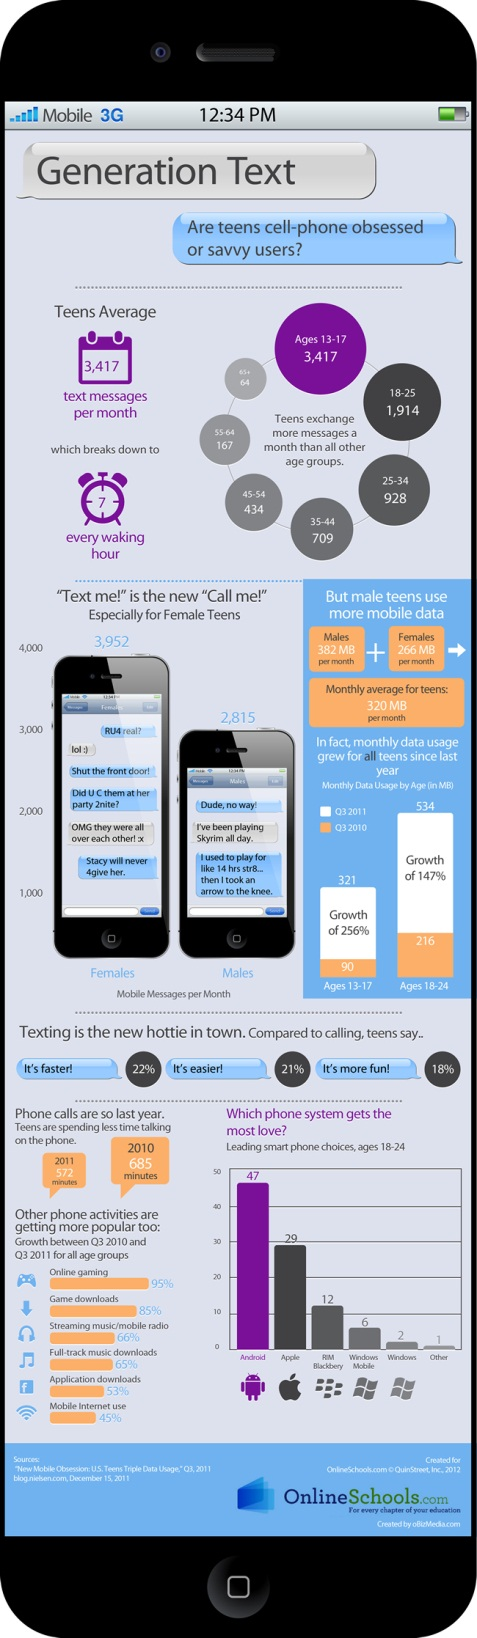 Mobile 3G 12:34 PM
Generation Text
Are teens cell-phone obsessed
or savvy users?
Teens Average
3,417
text messages
per month
which breaks down to
7
every waking
hour
Ages 13-17
3,417
18-25
1,914
25-34
928
35-44
709
45-54
434
55-64
167
65+
64
Teens exchange
more messages a
month than all other
age groups.
“Text me!” is the new “Call me!”
Especially for Female Teens
4,000
3,000
2,000
1,000
3,952
Females
RU4 real?
lol :)
Shut the front door!
Did U C them at her
party 2nite?
OMG they were all
over each other! :x
Stacy will never
4give her.
Females
2,815
Males
Dude, no way!
I've been playing
Skyrim all day.
I used to play for
like 14 hrs str8...
then I took an
arrow to the knee.
Males
Mobile Messages per Month
But male teens use
more mobile data
Males
382 MB
per month
+
Females
266 MB
per month
Monthly average for teens:
320 MB
per month
In fact, monthly data usage
grew for all teens since last
year
Monthly Data Usage by Age (in MB)
Q3 2011
Q3 2010
321
Growth
of 256%
90
Ages 13-17
534
Growth
of 147%
216
Ages 18-24
Texting is the new hottie in town. Compared to calling, teens say..
It's faster! 22% It's easier! 21% It's more fun! 18%
Phone calls are so last year.
Teens are spending less time talking
on the phone.
2011
572
minutes
2010
685
minutes
Other phone activities are
getting more popular too:
Growth between Q3 2010 and
Q3 2011 for all age groups
Online gaming
95%
Game downloads
85%
Streaming music/mobile radio
66%
Full-track music downloads
65%
Application downloads
53%
Mobile Internet use
45%
Which phone system gets the
most love?
Leading smart phone choices, ages 18-24
50
40
30
20
10
0
47
29
12
6
2
1
Android
Apple
RIM
Blackberry
Windows
Mobile
Windows
Other
Sources:
"New Mobile Obsession: U.S. Teens Triple Data Usage," Q3, 2011
blog.nielsen.com, December 15, 2011
Created for
OnlineSchools.com © QuinStreet, Inc., 2012
OnlineSchools.com
For every chapter of your education
Created by oBizMedia.com